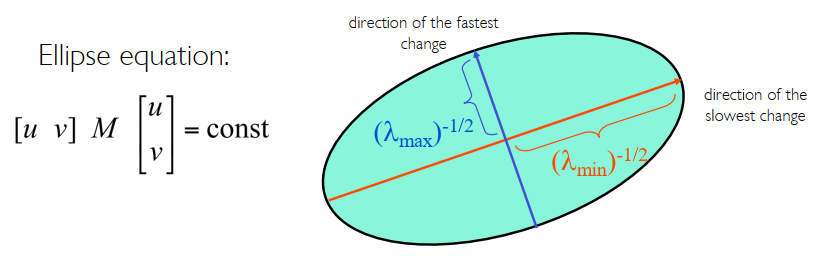 Ellipse equation:
[u v] M [u
v] = const
direction of the fastest
change
(λmax)-1/2
(λmin)-1/2
direction of the
slowest change